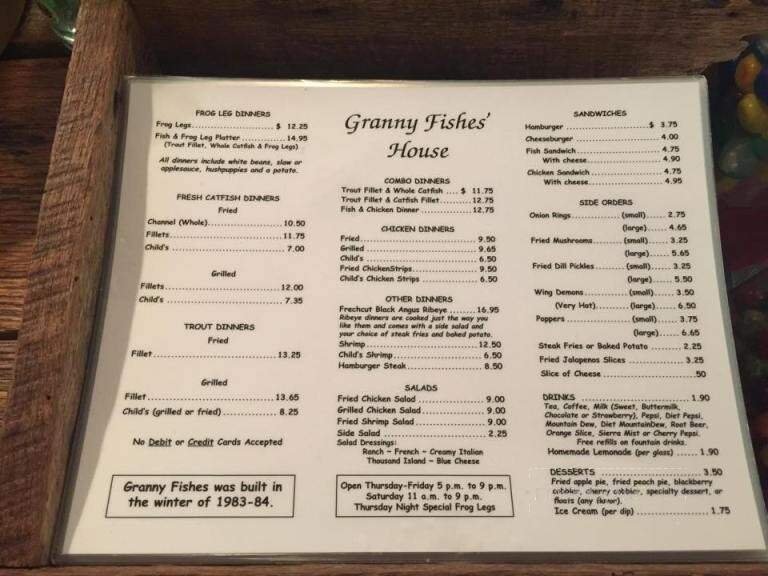 FROG LEG DINNERS
Frog Legs.......................$ 12.25
Fish & Frog Leg Platter...........14.95
(Trout Fillet, Whole Catfish & Frog Legs)
All dinners include white beans, slaw or
applesauce, hushpuppies and a potato.
FRESH CATFISH DINNERS
Fried
Channel (Whole)....................10.50
Fillets............................11.75
Child's ............................ 7.00
Grilled
Fillets............................12.00
Child's ............................ 7.35
TROUT DINNERS
Fried
Fillet.............................13.25
Grilled
Fillet.............................13.65
Child's (grilled or fried) ............ 8.25
No Debit or Credit Cards Accepted
Granny Fishes was built in
the winter of 1983-84.
Granny Fishes'
House
COMBO DINNERS
Trout Fillet & Whole Catfish .... $ 11.75
Trout Fillet & Catfish Fillet.........12.75
Fish & Chicken Dinner ..............12.75
CHICKEN DINNERS
Fried.............................. 9.50
Grilled ............................ 9.65
Child's ............................ 6.50
Fried ChickenStrips................. 9.50
Child's Chicken Strips .............. 6.50
OTHER DINNERS
Frechcut Black Angus Ribeye ........16.95
Ribeye dinners are cooked just the way you
like them and comes with a side salad and
your choice of steak fries and baked potato.
Shrimp.............................12.50
Child's Shrimp...................... 6.50
Hamburger Steak..................... 8.50
SALADS
Fried Chicken Salad ................. 9.00
Grilled Chicken Salad................ 9.00
Fried Shrimp Salad .................. 9.00
Side Salad .......................... 2.25
Salad Dressings:
Ranch ~ French ~ Creamy Italian
Thousand Island ~ Blue Cheese
Open Thursday-Friday 5 p.m. to 9 p.m.
Saturday 11 a.m. to 9 p.m.
Thursday Night Special Frog Legs
SANDWICHES
Hamburger .....................$ 3.75
Cheeseburger ..................... 4.00
Fish Sandwich..................... 4.75
With cheese....................... 4.90
Chicken Sandwich ................. 4.75
With cheese....................... 4.95
SIDE ORDERS
Onion Rings.............(small)...... 2.75
(large)...... 4.65
Fried Mushrooms.........(small)...... 3.25
(large)...... 5.65
Fried Dill Pickles......(small)...... 3.25
(large)...... 5.50
Wing Demons.............(small)...... 3.50
(Very Hot)..............(large)...... 6.50
Poppers ................(small)...... 3.75
(large)...... 6.65
Steak Fries or Baked Potato ......... 2.25
Fried Jalapenos Slices .............. 3.25
Slice of Cheese ..................... .50
DRINKS .............................. 1.90
Tea, Coffee, Milk (Sweet, Buttermilk,
Chocolate or Strawberry), Pepsi, Diet Pepsi,
Mountain Dew, Diet MountainDew, Root Beer,
Orange Slice, Sierra Mist or Cherry Pepsi.
Free refills on fountain drinks.
Homemade Lemonade (per glass) ...... 1.90
DESSERTS ............................ 3.50
Fried apple pie, fried peach pie, blackberry
cobbler, cherry cobbler, specialty dessert, or
floats (any flavor).
Ice Cream (per dip) ................. 1.75